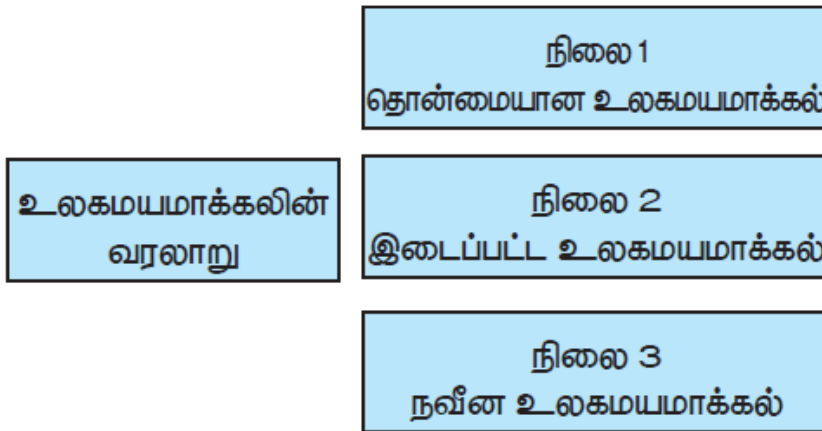 நிலை 1
தொன்மையான உலகமயமாக்கல்
உலகமயமாக்கலின்
வரலாறு
நிலை 2
இடைப்பட்ட உலகமயமாக்கல்
நிலை 3
நவீன உலகமயமாக்கல்